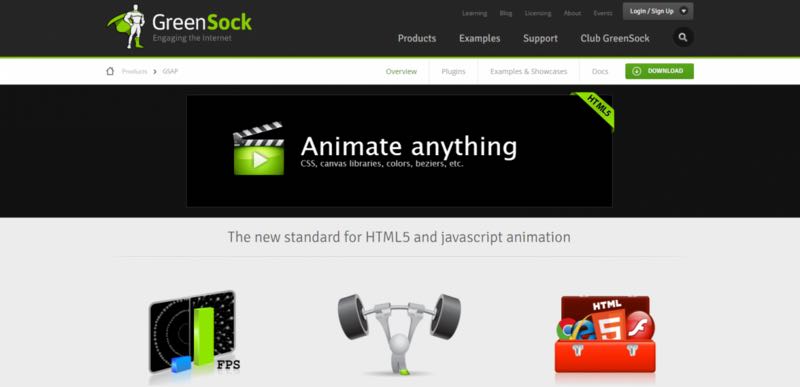 Learning Blog Licensing About Events Login / Sign Up
GreenSock
Engaging the Internet
Products Examples Support Club GreenSock
Products > GSAP
Overview Plugins Examples & Showcases Docs DOWNLOAD
HTML5
Animate anything
CSS, canvas libraries, colors, beziers, etc.
The new standard for HTML5 and javascript animation
FPS
HTML
5